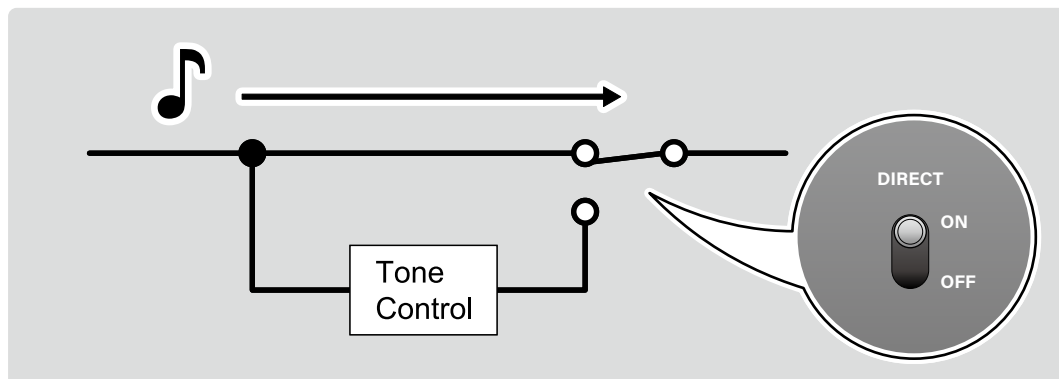 Tone
Control
DIRECT
ON
OFF